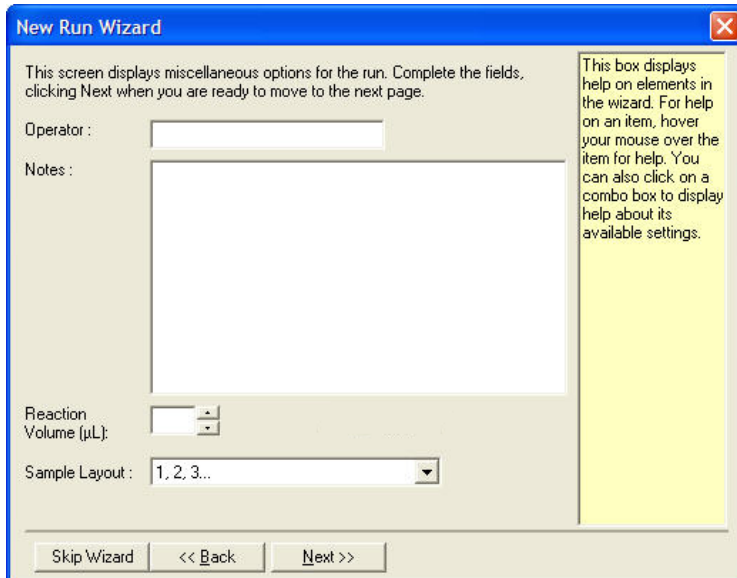 New Run Wizard
This screen displays miscellaneous options for the run. Complete the fields,
clicking Next when you are ready to move to the next page.
Operator :
Notes :
Reaction
Volume (µL):
Sample Layout :
1, 2, 3...
This box displays
help on elements in
the wizard. For help
on an item, hover
your mouse over the
item for help. You
can also click on a
combo box to display
help about its
available settings.
Skip Wizard
<< Back
Next >>